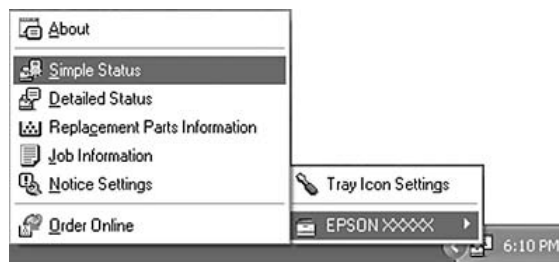 About
Simple Status
Detailed Status
Replacement Parts Information
Job Information
Notice Settings
Order Online
Tray Icon Settings
EPSON XXXXX
6:10 PM